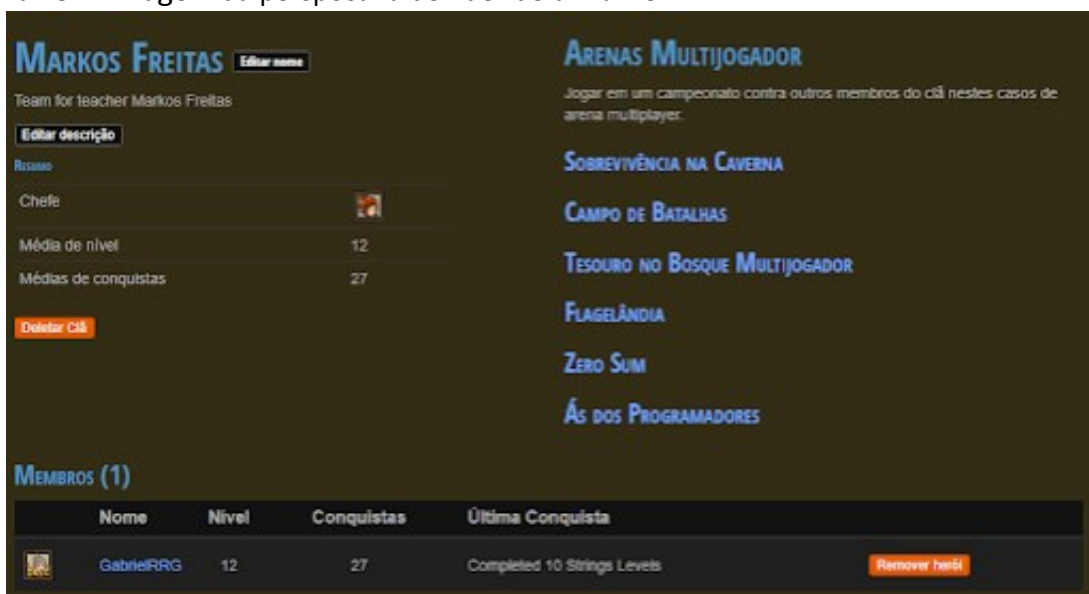 MARKOS FREITAS Editar nome
Team for teacher Markos Freitas
Editar descrição
RESUMO
Chefe
Média de nível 12
Médias de conquistas 27
Deletar Clã
ARENAS MULTIJOGADOR
Jogar em um campeonato contra outros membros do clã nestes casos de
arena multiplayer.
SOBREVIVÊNCIA NA CAVERNA
CAMPO DE BATALHAS
TESOURO NO BOSQUE MULTIJOGADOR
FLAGELÂNDIA
ZERO SUM
ÁS DOS PROGRAMADORES
MEMBROS (1)
Nome Nível Conquistas Última Conquista
GabrielRRG 12 27 Completed 10 Strings Levels Remover herói